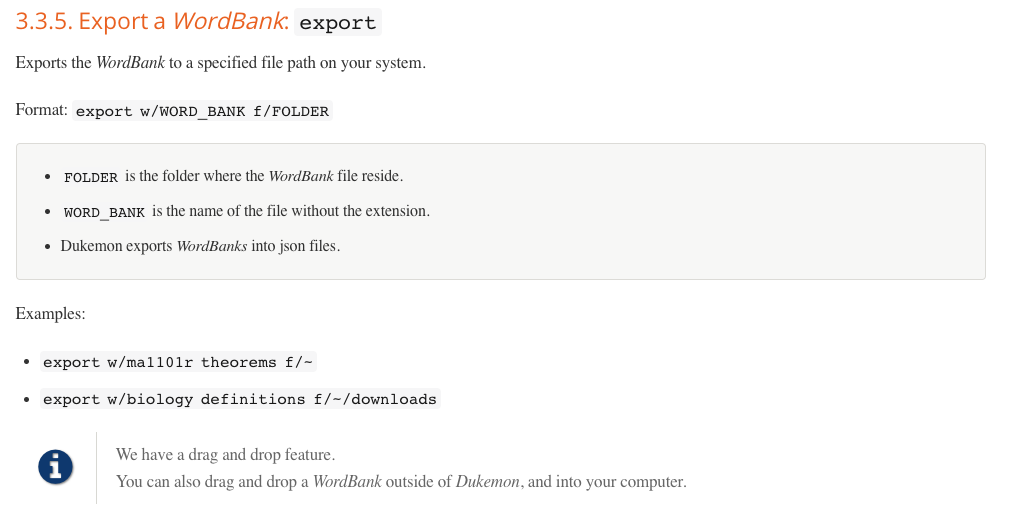 3.3.5. Export a WordBank: export
Exports the WordBank to a specified file path on your system.
Format: export w/WORD_BANK f/FOLDER
• FOLDER is the folder where the WordBank file reside.
• WORD_BANK is the name of the file without the extension.
• Dukemon exports WordBanks into json files.
Examples:
• export w/ma1101r theorems f/~
• export w/biology definitions f/~/downloads
We have a drag and drop feature.
You can also drag and drop a WordBank outside of Dukemon, and into your computer.